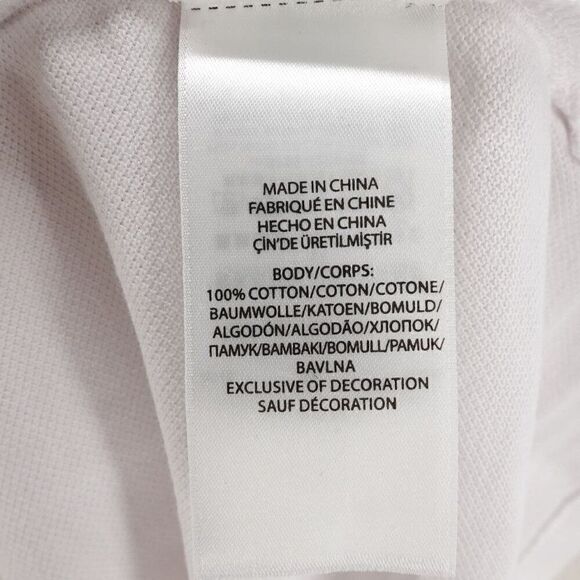 MADE IN CHINA
FABRIQUÉ EN CHINE
HECHO EN CHINA
ÇİN'DE ÜRETİLMİŞTİR
BODY/CORPS:
100% COTTON/COTON/COTONE/
BAUMWOLLE/KATOEN/BOMULD/
ALGODÓN/ALGODÃO/ХЛОПОК/
ПАМУК/BAMBAKI/BOMULL/PAMUK/
BAVLNA
EXCLUSIVE OF DECORATION
SAUF DÉCORATION